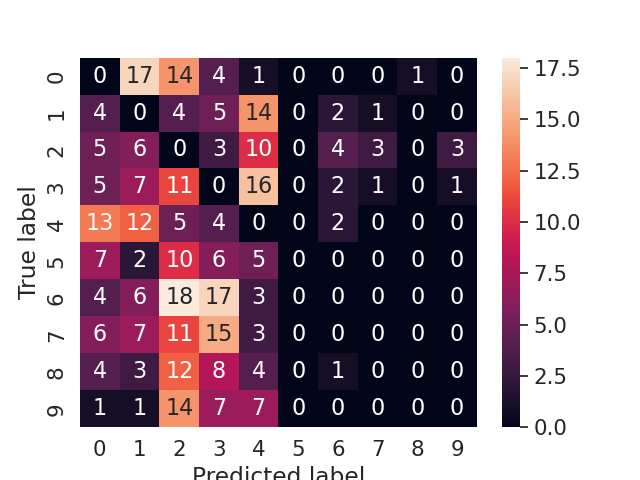 0 0 17 14 4 1 0 0 0 1 0 17.5
1 4 0 4 5 14 0 2 1 0 0 15.0
2 5 6 0 3 10 0 4 3 0 3 12.5
3 5 7 11 0 16 0 2 1 0 1
4 13 12 5 4 0 0 2 0 0 0 10.0
5 7 2 10 6 5 0 0 0 0 0 7.5
6 4 6 18 17 3 0 0 0 0 0
7 6 7 11 15 3 0 0 0 0 0 5.0
8 4 3 12 8 4 0 1 0 0 0 2.5
9 1 1 14 7 7 0 0 0 0 0 0.0
0 1 2 3 4 5 6 7 8 9
True label
Predicted label